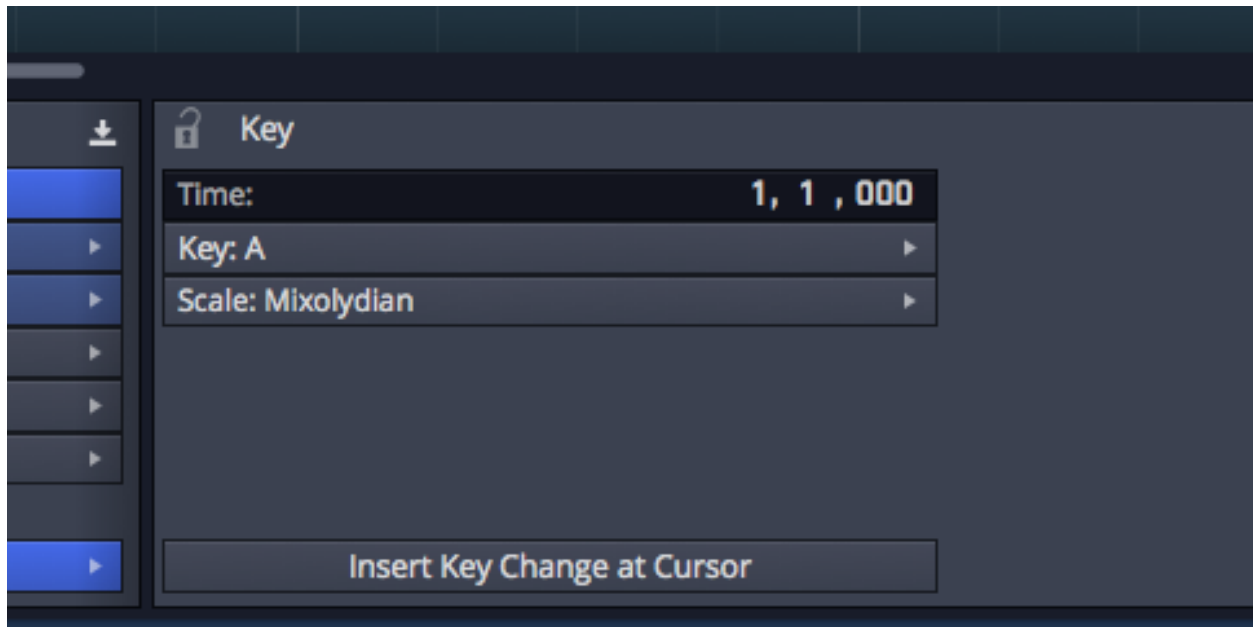 Key
Time: 1, 1 , 000
Key: A
Scale: Mixolydian
Insert Key Change at Cursor